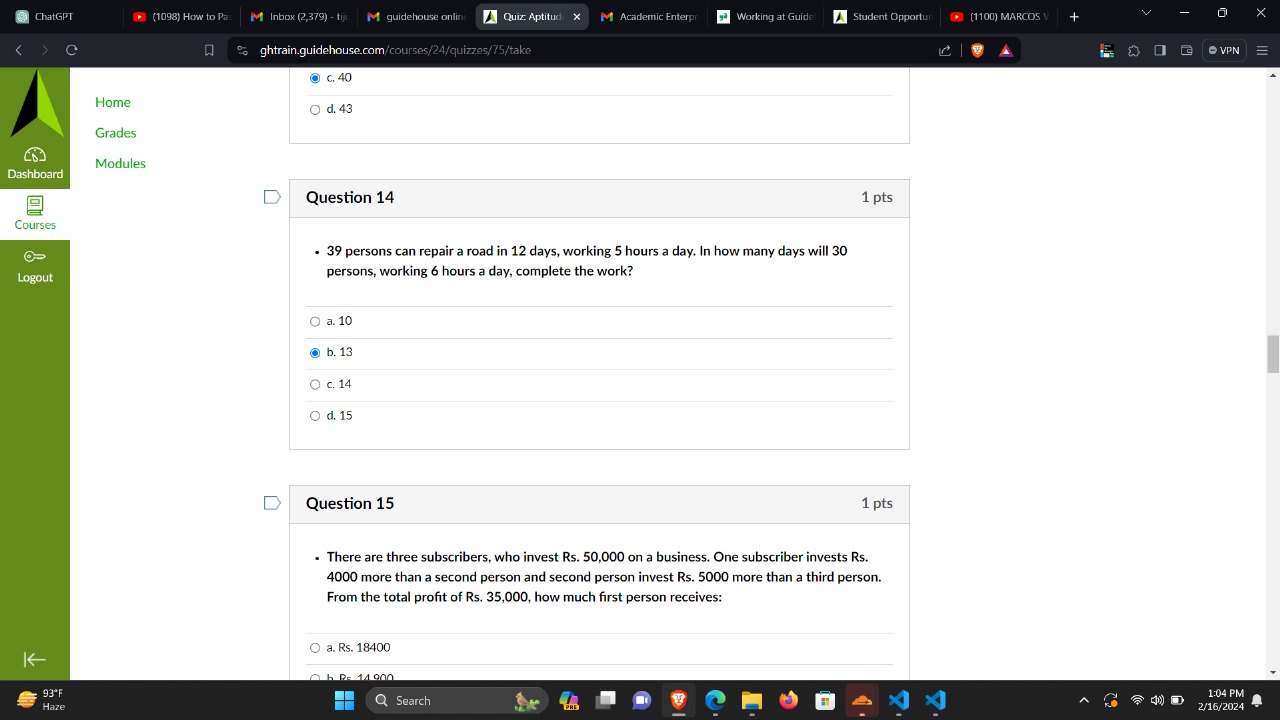 ChatGPT
(1098) How to Pas
Inbox (2,379) - tiju
guidehouse online
Quiz: Aptitud
Academic Enterpr
Working at Guide
Student Opportun
(1100) MARCOS V
ghtrain.guidehouse.com/courses/24/quizzes/75/take
VPN
Home
Grades
Modules
Dashboard
Courses
Logout
c. 40
d. 43
Question 14
1 pts
39 persons can repair a road in 12 days, working 5 hours a day. In how many days will 30
persons, working 6 hours a day, complete the work?
a. 10
b. 13
c. 14
d. 15
Question 15
1 pts
There are three subscribers, who invest Rs. 50,000 on a business. One subscriber invests Rs.
4000 more than a second person and second person invest Rs. 5000 more than a third person.
From the total profit of Rs. 35,000, how much first person receives:
a. Rs. 18400
b. Rs. 14,900
93°F
Haze
Search
PRE
1:04 PM
2/16/2024